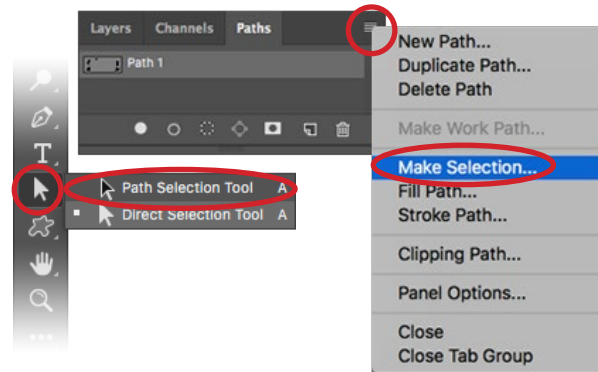 Layers Channels Paths
Path 1
T
Path Selection Tool A
Direct Selection Tool A
New Path...
Duplicate Path...
Delete Path
Make Work Path...
Make Selection...
Fill Path...
Stroke Path...
Clipping Path...
Panel Options...
Close
Close Tab Group